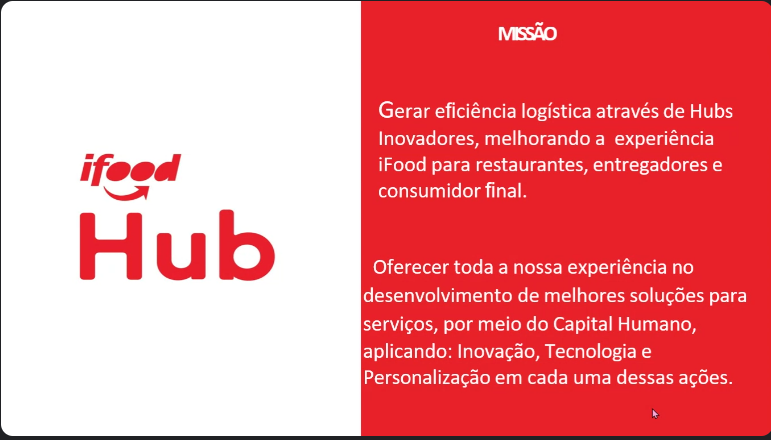 ifood
Hub
MISSÃO
Gerar eficiência logística através de Hubs
Inovadores, melhorando a experiência
iFood para restaurantes, entregadores e
consumidor final.
Oferecer toda a nossa experiência no
desenvolvimento de melhores soluções para
serviços, por meio do Capital Humano,
aplicando: Inovação, Tecnologia e
Personalização em cada uma dessas ações.